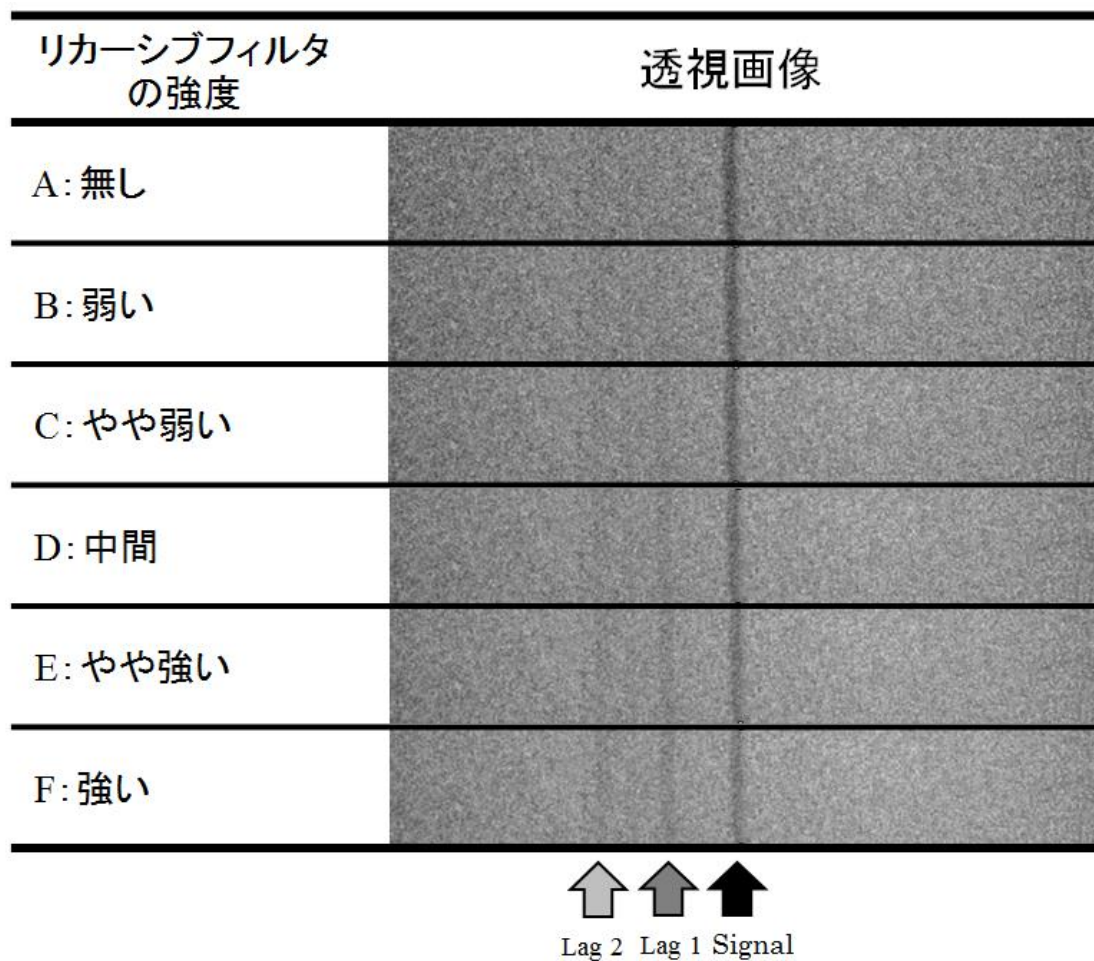 リカーシブフィルタ
の強度
透視画像
A: 無し
B: 弱い
C: やや弱い
D: 中間
E: やや強い
F: 強い
Lag 2 Lag 1 Signal